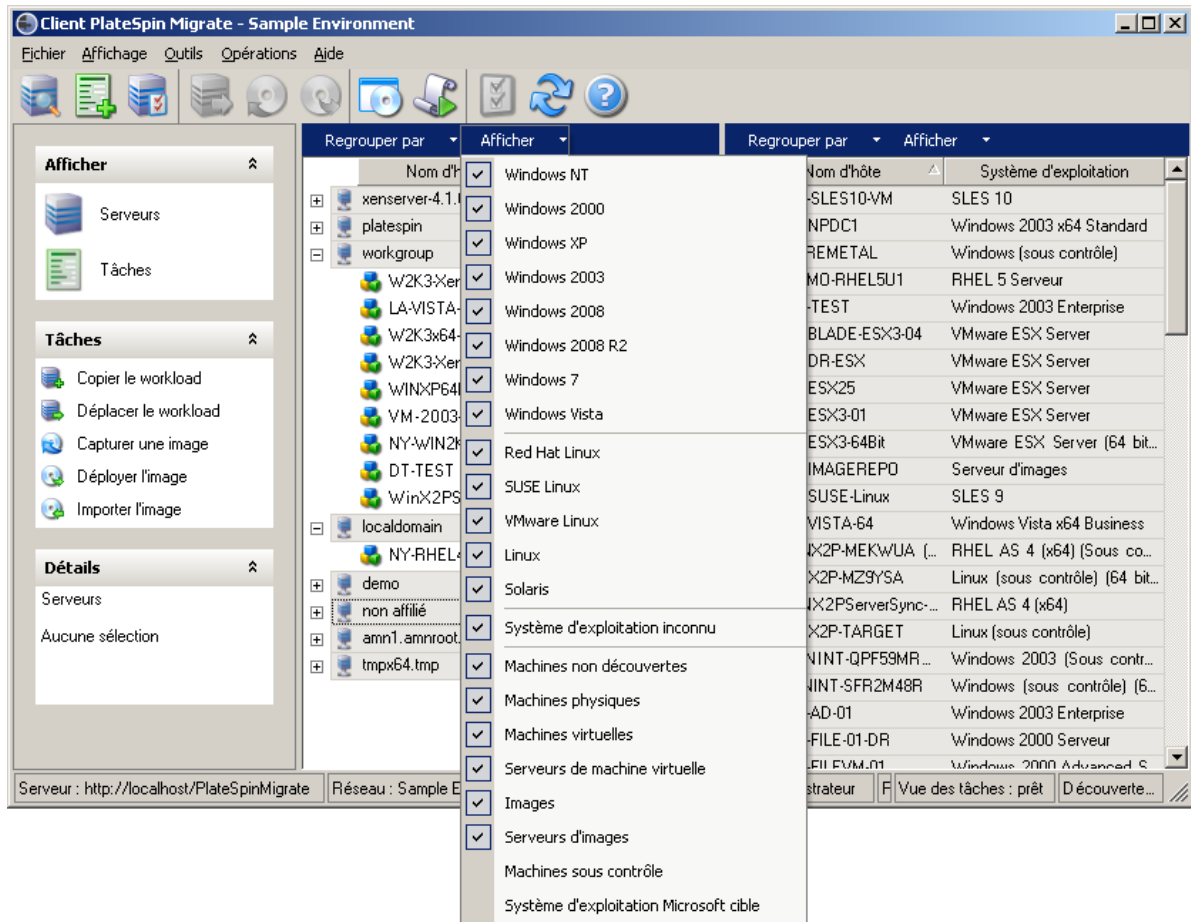 Client PlateSpin Migrate - Sample Environment
Fichier Affichage Outils Opérations Aide
Afficher
Serveurs
Tâches
Tâches
Copier le workload
Déplacer le workload
Capturer une image
Déployer l'image
Importer l'image
Détails
Serveurs
Aucune sélection
Regrouper par Afficher
Nom d'h
xenserver-4.1.
platespin
workgroup
W2K3-Xer
LA-VISTA-
W2K3x64-
W2K3-Xer
WINXP64
VM-2003-
NY-WIN2K
DT-TEST
WinX2PS
localdomain
NY-RHEL4
demo
non affilié
amn1.amnroot.
tmpx64.tmp
Windows NT
Windows 2000
Windows XP
Windows 2003
Windows 2008
Windows 2008 R2
Windows 7
Windows Vista
Red Hat Linux
SUSE Linux
VMware Linux
Linux
Solaris
Système d'exploitation inconnu
Machines non découvertes
Machines physiques
Machines virtuelles
Serveurs de machine virtuelle
Images
Serveurs d'images
Machines sous contrôle
Système d'exploitation Microsoft cible
Regrouper par Afficher
Nom d'hôte Système d'exploitation
-SLES10-VM SLES 10
NPDC1 Windows 2003 x64 Standard
REMETAL Windows (sous contrôle)
MO-RHEL5U1 RHEL 5 Serveur
-TEST Windows 2003 Enterprise
BLADE-ESX3-04 VMware ESX Server
DR-ESX VMware ESX Server
ESX25 VMware ESX Server
ESX3-01 VMware ESX Server
ESX3-64Bit VMware ESX Server (64 bit...
IMAGEREPO Serveur d'images
SUSE-Linux SLES 9
VISTA-64 Windows Vista x64 Business
X2P-MEKWUA (... RHEL AS 4 (x64) (Sous co...
X2P-MZ9YSA Linux (sous contrôle) (64 bit...
X2PServerSync-... RHEL AS 4 (x64)
X2P-TARGET Linux (sous contrôle)
NINT-QPF59MR... Windows 2003 (Sous contr...
NINT-SFR2M48R Windows (sous contrôle) (6...
-AD-01 Windows 2003 Enterprise
-FILE-01-DR Windows 2000 Serveur
-FILEVM-01 Windows 2000 Advanced S
Serveur : http://localhost/PlateSpinMigrate Réseau : Sample E strateur F Vue des tâches : prêt Découverte...